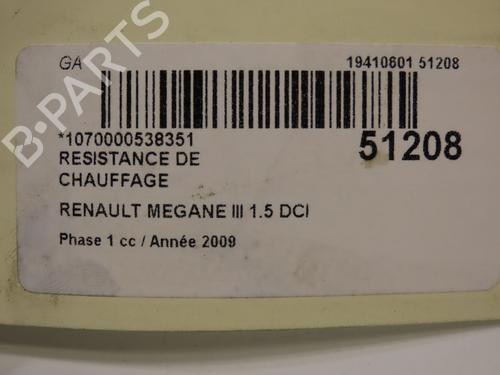 GA
19410601 51208
*1070000538351
51208
RESISTANCE DE
CHAUFFAGE
RENAULT MEGANE III 1.5 DCI
Phase 1 cc / Année 2009
B-PARTS